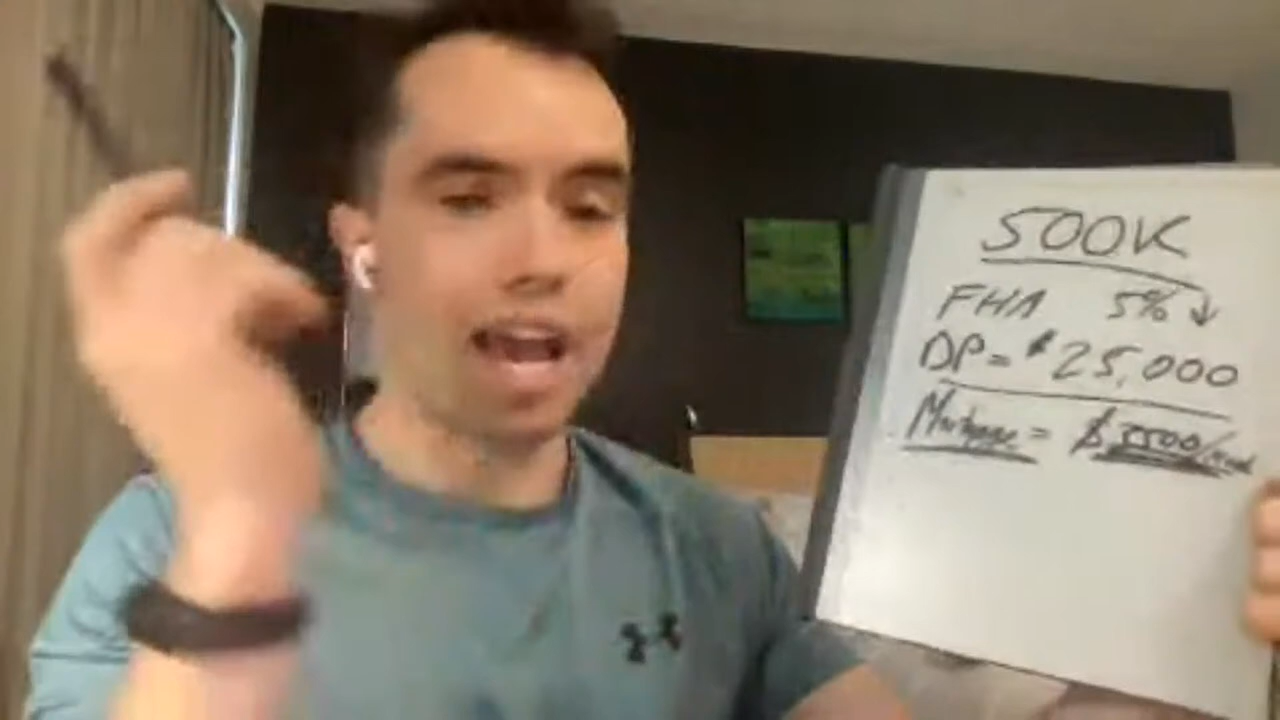 500K
FHA 5% ↓
DP = $25,000
Mortgage = $3500/